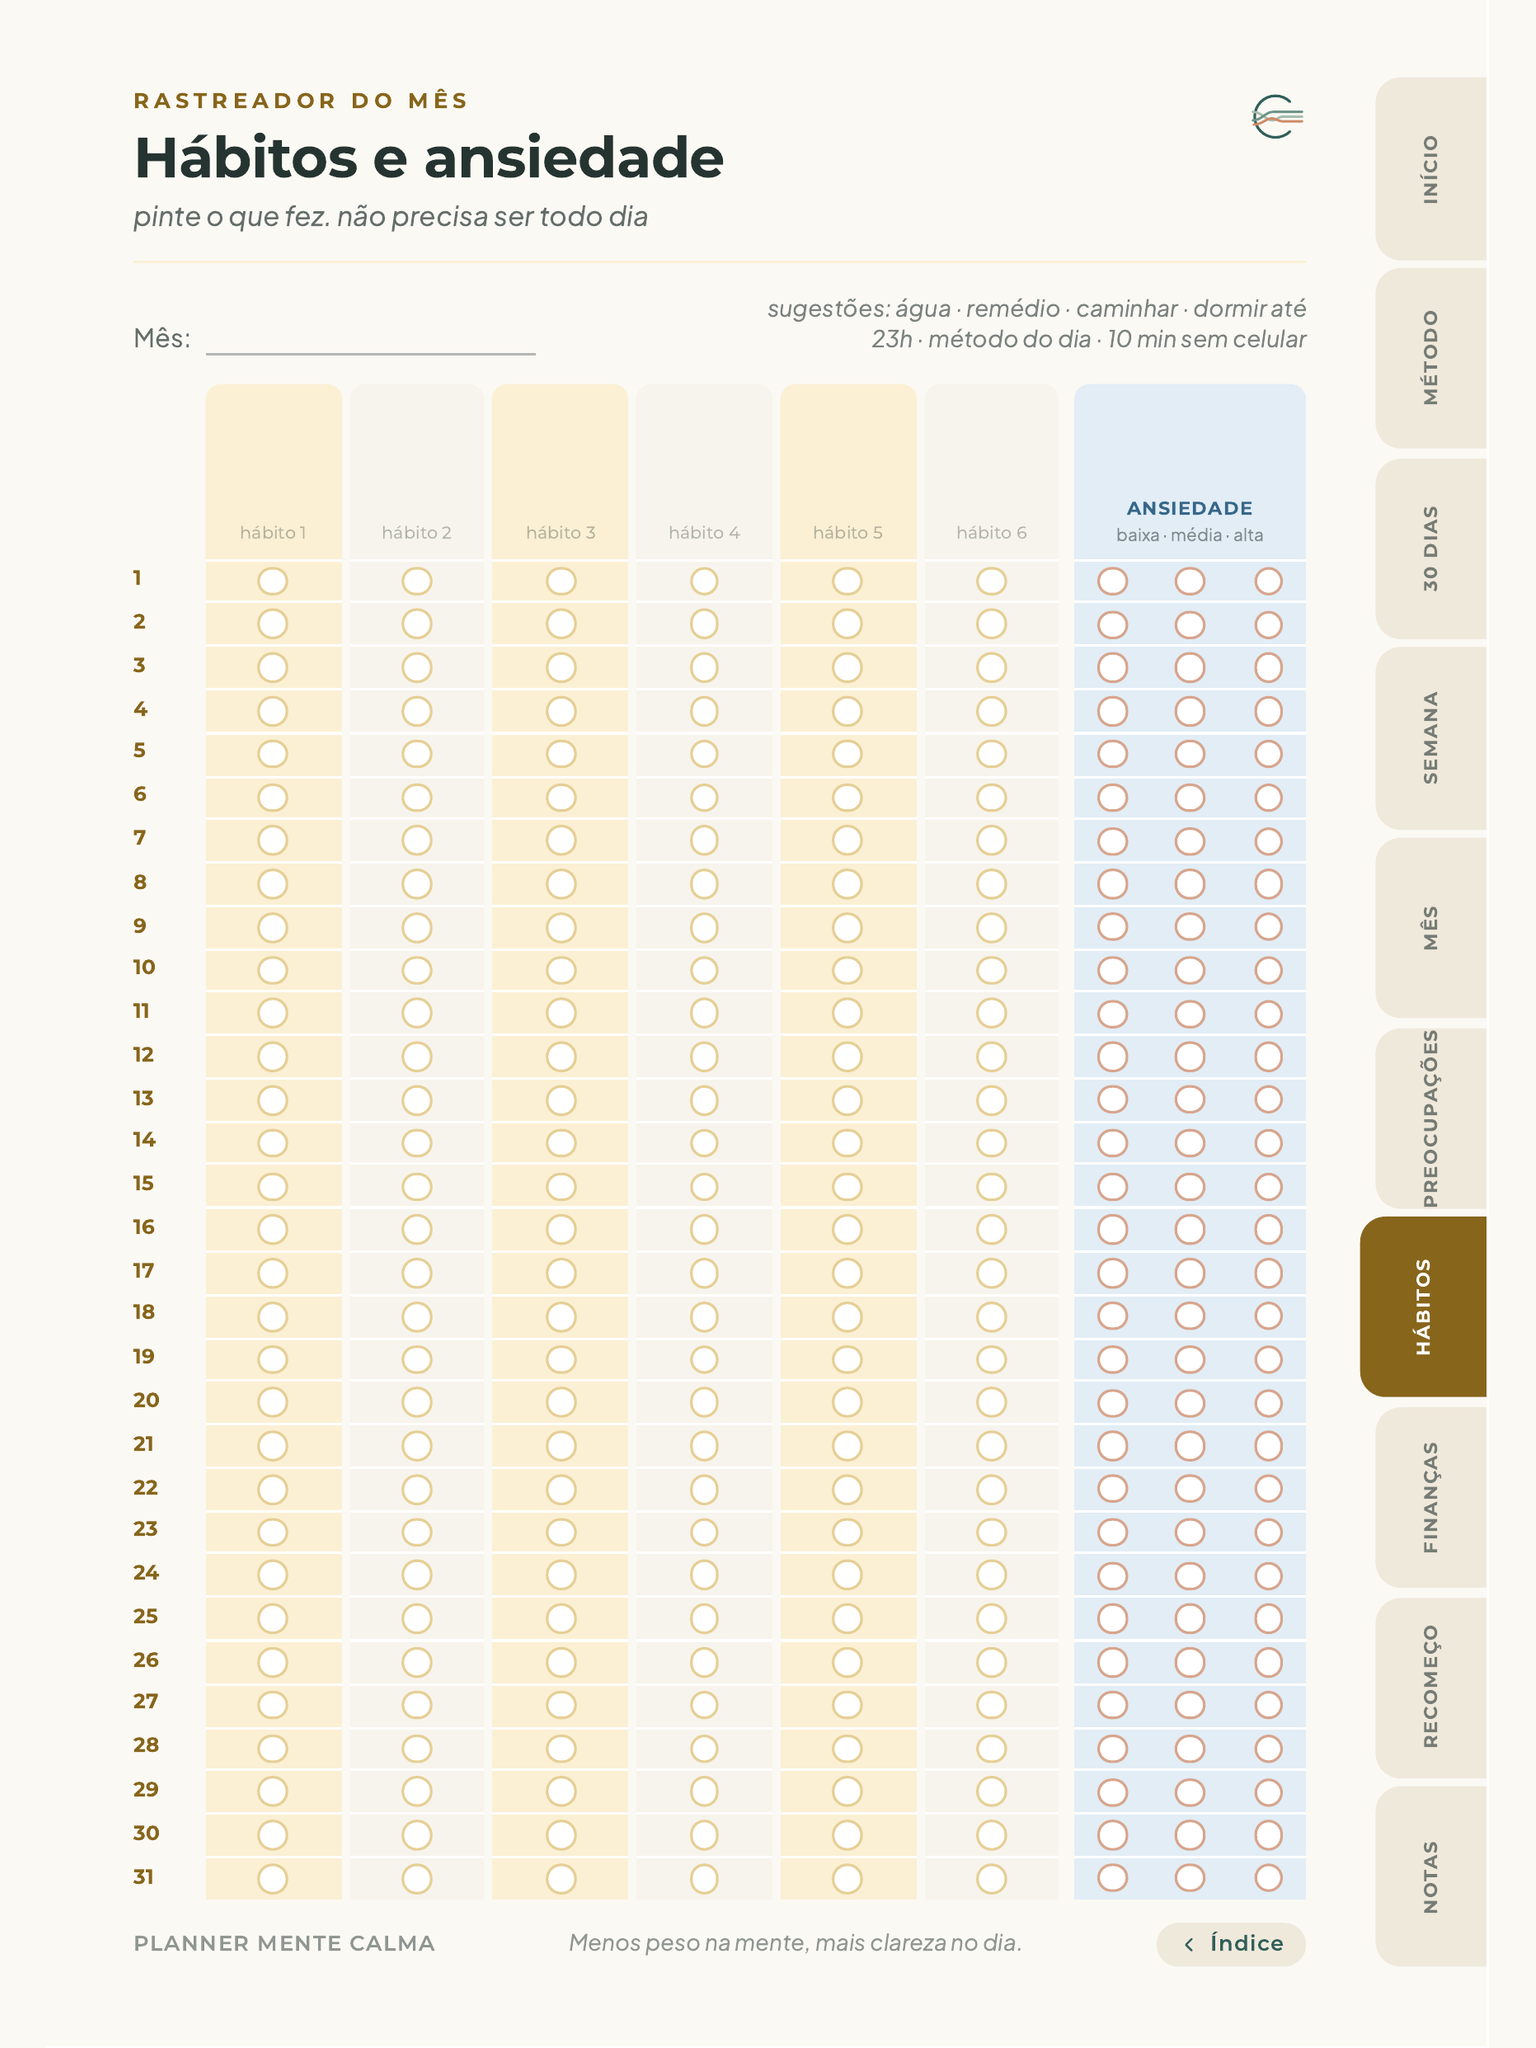 RASTREADOR DO MÊS
Hábitos e ansiedade
pinte o que fez. não precisa ser todo dia
Mês:
sugestões: água · remédio · caminhar · dormir até
23h · método do dia · 10 min sem celular
hábito 1 hábito 2 hábito 3 hábito 4 hábito 5 hábito 6
ANSIEDADE
baixa · média · alta
1
2
3
4
5
6
7
8
9
10
11
12
13
14
15
16
17
18
19
20
21
22
23
24
25
26
27
28
29
30
31
PLANNER MENTE CALMA
Menos peso na mente, mais clareza no dia.
‹ Índice
INÍCIO
MÉTODO
30 DIAS
SEMANA
MÊS
PREOCUPAÇÕES
HÁBITOS
FINANÇAS
RECOMEÇO
NOTAS